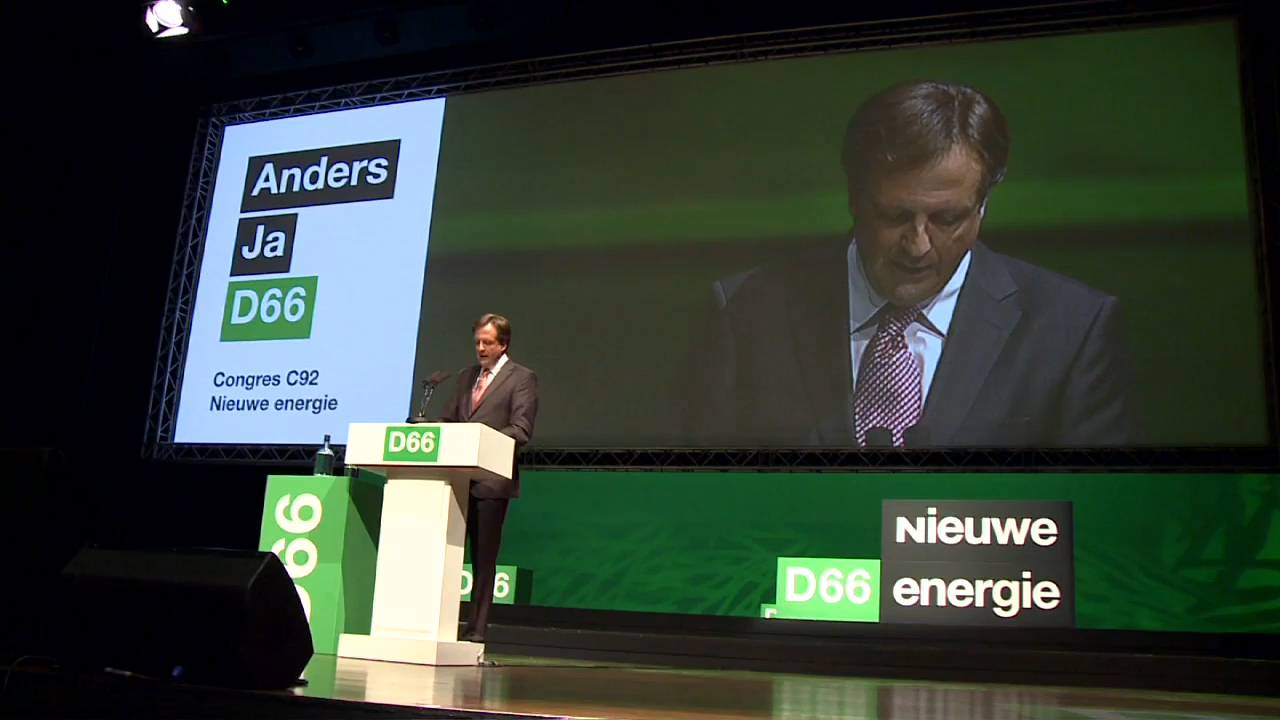 Anders
Ja
D66
Congres C92
Nieuwe energie
D66
D66
D66
D66
Nieuwe
energie